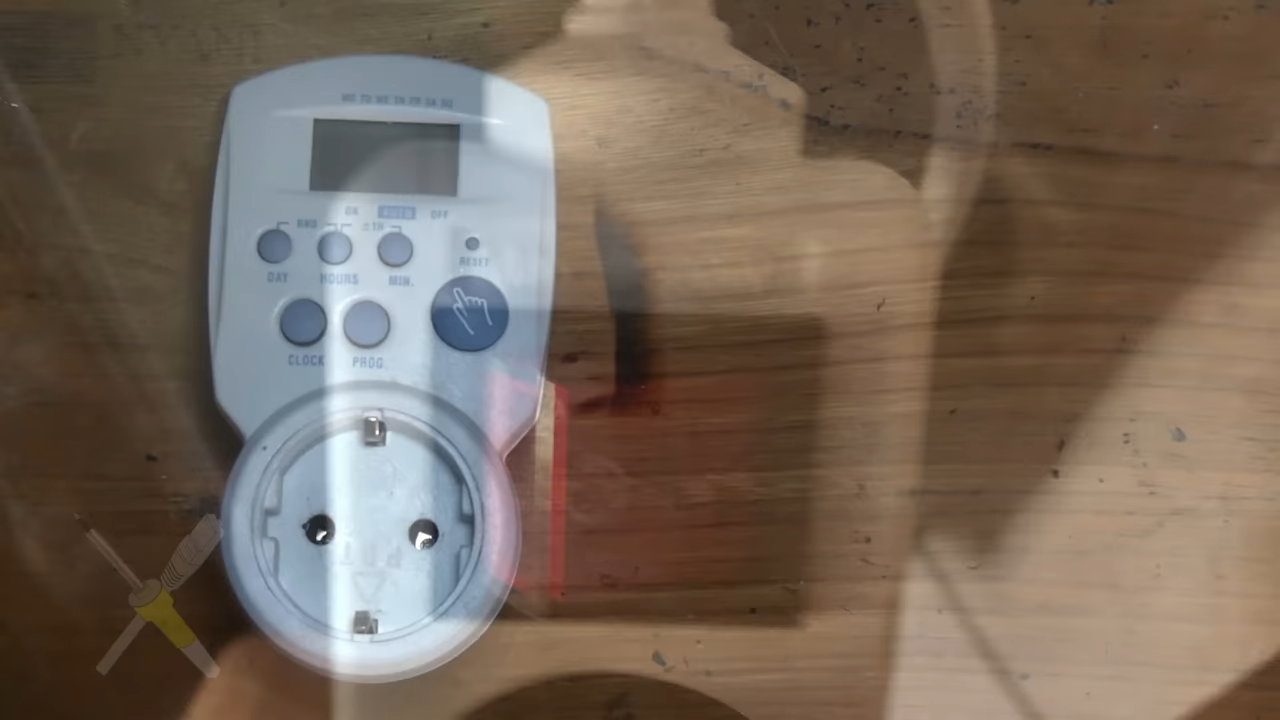 MO TU WE TH FR SA SU
ON AUTO OFF
RND ±1H
RESET
DAY HOURS MIN.
CLOCK PROG